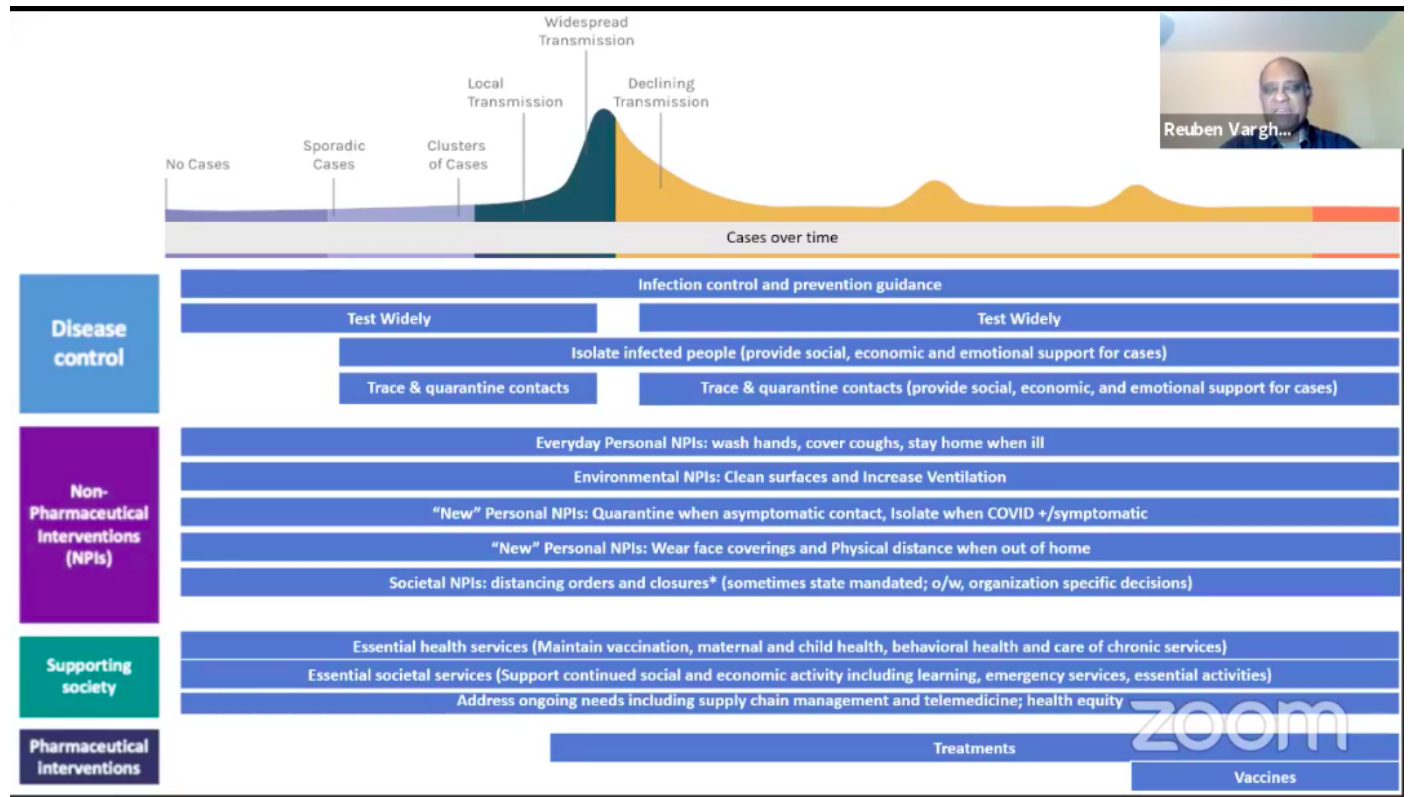 Widespread
Transmission
Local
Transmission
Declining
Transmission
Reuben Vargh...
No Cases
Sporadic
Cases
Clusters
of Cases
Cases over time
Disease
control
Infection control and prevention guidance
Test Widely
Test Widely
Isolate infected people (provide social, economic and emotional support for cases)
Trace & quarantine contacts
Trace & quarantine contacts (provide social, economic, and emotional support for cases)
Non-
Pharmaceutical
Interventions
(NPIs)
Everyday Personal NPIs: wash hands, cover coughs, stay home when ill
Environmental NPIs: Clean surfaces and Increase Ventilation
“New” Personal NPIs: Quarantine when asymptomatic contact, Isolate when COVID +/symptomatic
“New” Personal NPIs: Wear face coverings and Physical distance when out of home
Societal NPIs: distancing orders and closures* (sometimes state mandated; o/w, organization specific decisions)
Supporting
society
Essential health services (Maintain vaccination, maternal and child health, behavioral health and care of chronic services)
Essential societal services (Support continued social and economic activity including learning, emergency services, essential activities)
Address ongoing needs including supply chain management and telemedicine; health equity
zoom
Pharmaceutical
interventions
Treatments
Vaccines